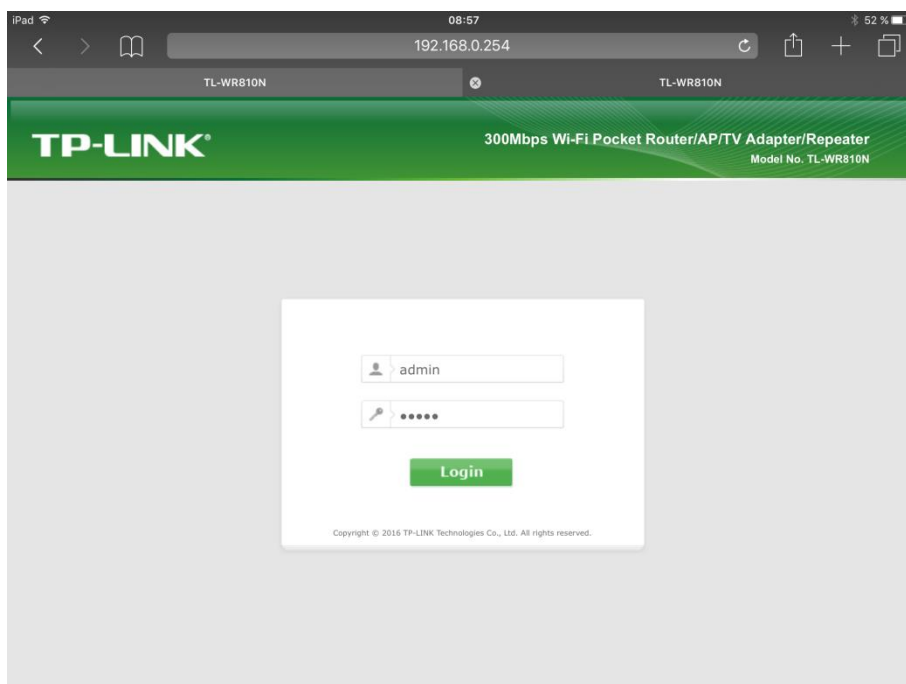 iPad 08:57 52 %
192.168.0.254
TL-WR810N TL-WR810N
TP-LINK®
300Mbps Wi-Fi Pocket Router/AP/TV Adapter/Repeater
Model No. TL-WR810N
admin
•••••
Login
Copyright © 2016 TP-LINK Technologies Co., Ltd. All rights reserved.